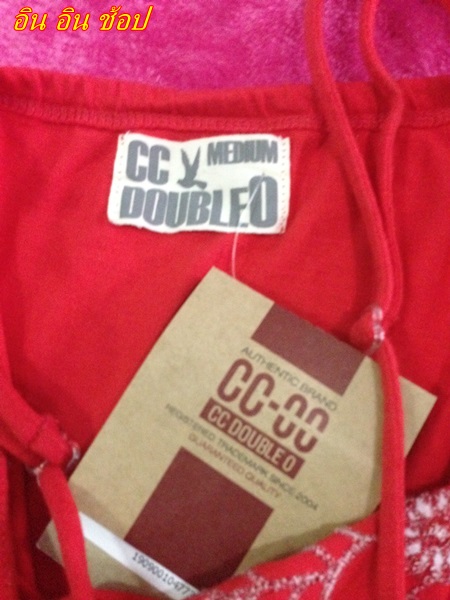 อิน อิน ช้อป
CC MEDIUM
DOUBLE 0
AUTHENTIC BRAND
CC-OO
CC DOUBLE O
REGISTERED TRADEMARK SINCE 2004
GUARANTEED QUALITY